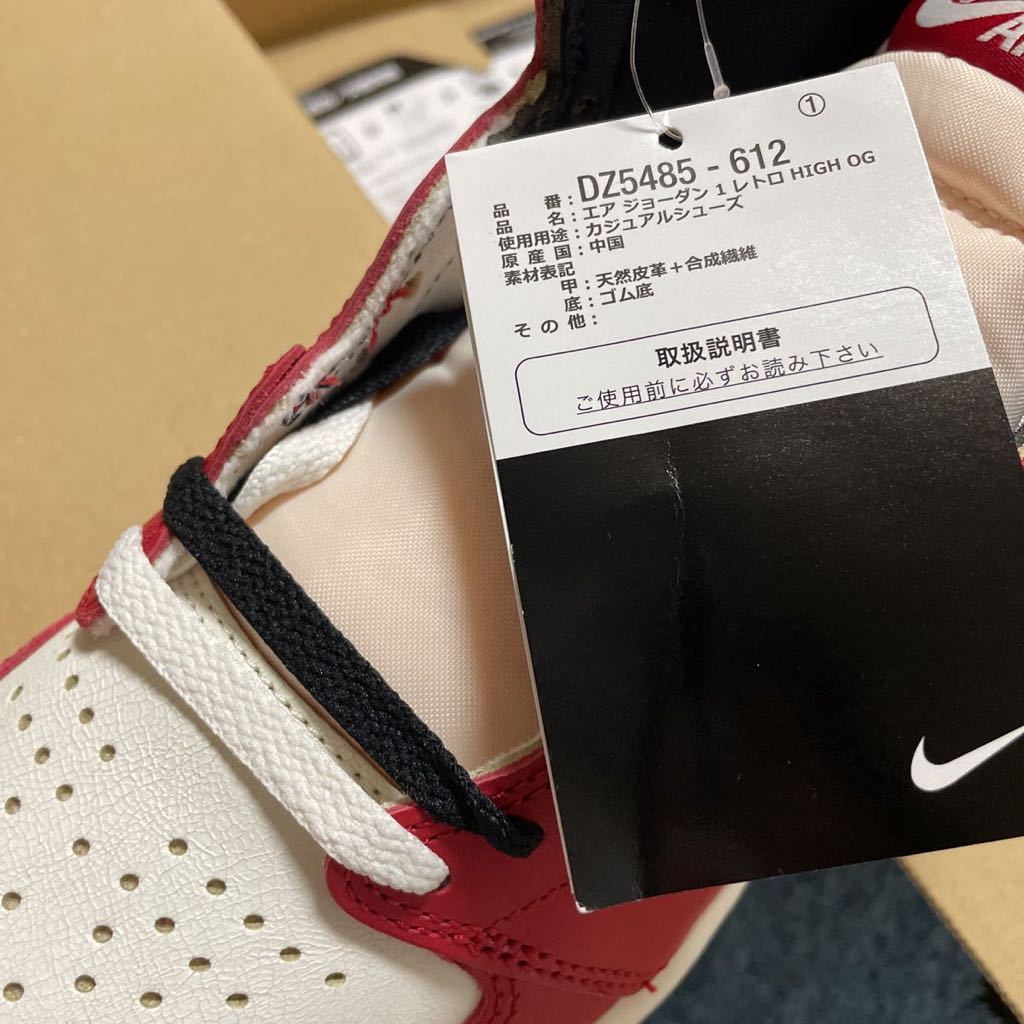 ①
品番：DZ5485 - 612
品名：エア ジョーダン 1 レトロ HIGH OG
使用用途：カジュアルシューズ
原産国：中国
素材表記
甲：天然皮革＋合成繊維
底：ゴム底
その他：
取扱説明書
ご使用前に必ずお読み下さい